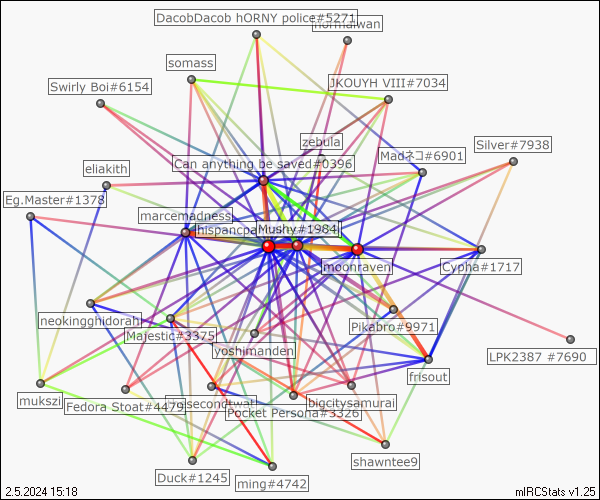 DacobDacob hORNY police#5271
normalwan
somass
JKOUYH VIII#7034
Swirly Boi#6154
zebula
Silver#7938
Madネコ#6901
Can anything be saved#0396
eliakith
Eg.Master#1378
marcemadness
Mushy#1984
moonraven
Cypha#1717
neokingghidorah
Majestic#3375
Pikabro#9971
yoshimanden
LPK2387 #7690
frisout
mukszi
Fedora Stoat#4479
bigcitysamurai
Pocket Persona#3326
shawntee9
Duck#1245
ming#4742
2.5.2024 15:18
mIRCStats v1.25